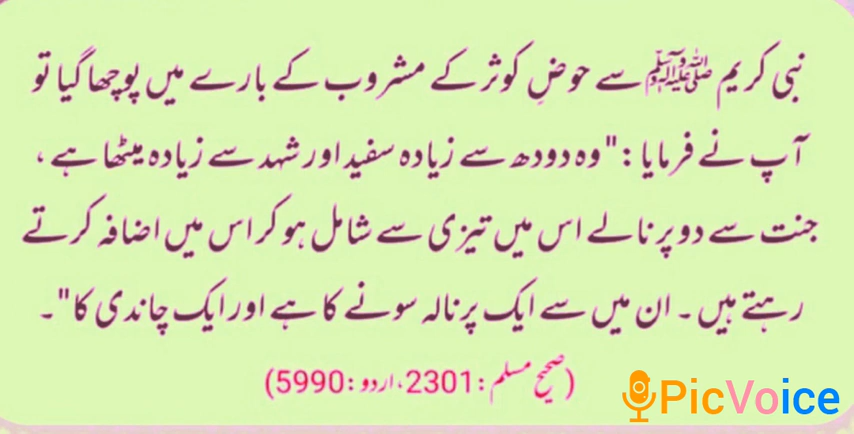 نبی کریم ﷺ سے حوضِ کوثر کے مشروب کے بارے میں پوچھا گیا تو
آپ نے فرمایا : "وہ دودھ سے زیادہ سفید اور شہد سے زیادہ میٹھا ہے ،
جنت سے دو پرنالے اس میں تیزی سے شامل ہو کر اس میں اضافہ کرتے
رہتے ہیں ۔ ان میں سے ایک پرنالہ سونے کا ہے اور ایک چاندی کا"۔
(صحیح مسلم : 2301، اردو : 5990)
PicVoice